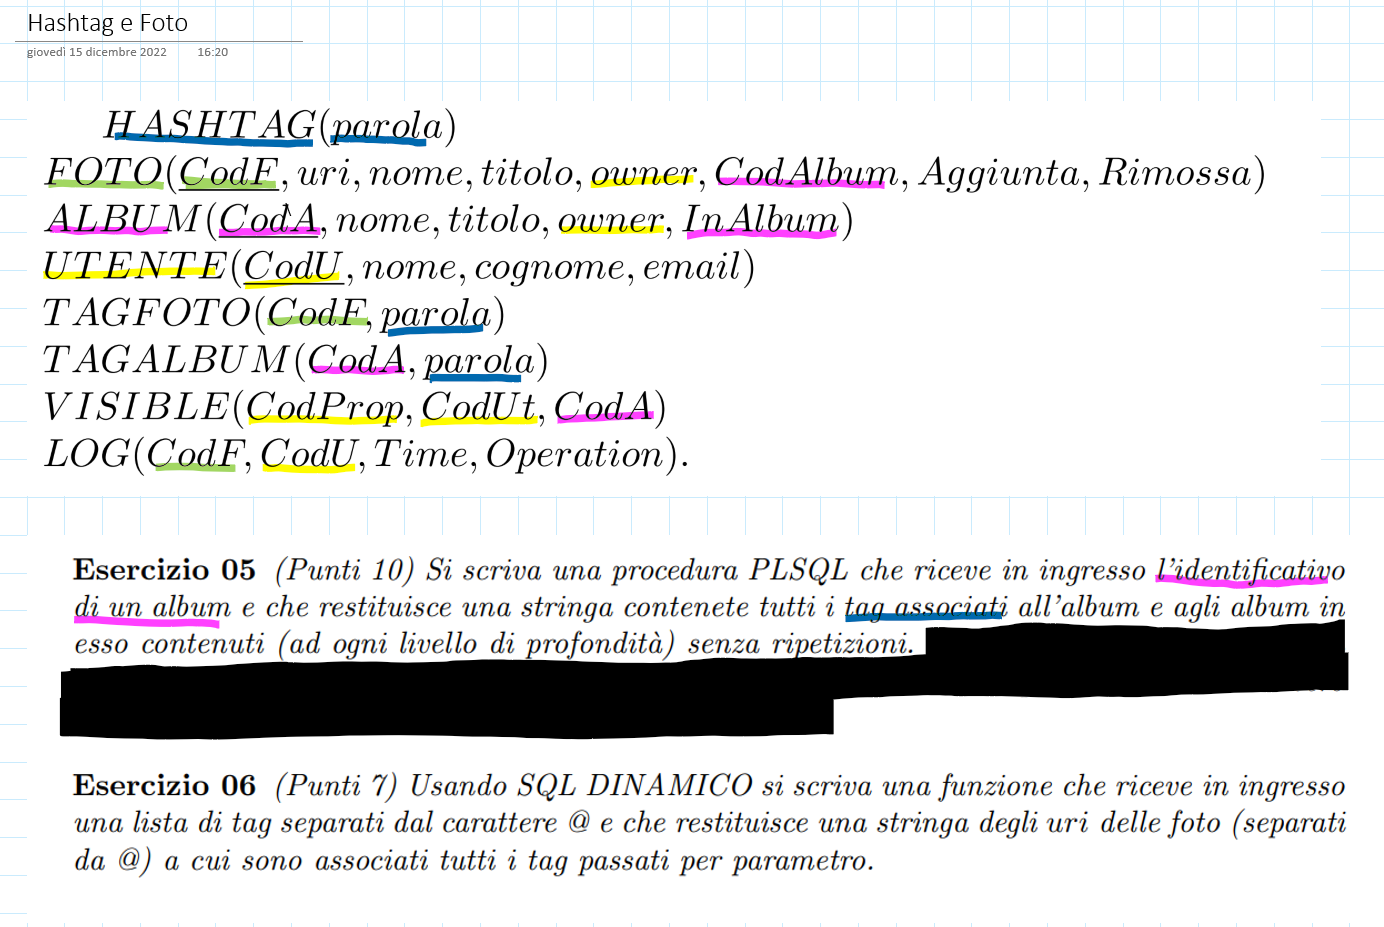 Hashtag e Foto
giovedì 15 dicembre 2022 16:20
HASHTAG(parola)
FOTO(CodF, uri, nome, titolo, owner, CodAlbum, Aggiunta, Rimossa)
ALBUM(CodA, nome, titolo, owner, InAlbum)
UTENTE(CodU, nome, cognome, email)
TAGFOTO(CodF, parola)
TAGALBUM(CodA, parola)
VISIBLE(CodProp, CodUt, CodA)
LOG(CodF, CodU, Time, Operation).
Esercizio 05 (Punti 10) Si scriva una procedura PLSQL che riceve in ingresso l'identificativo
di un album e che restituisce una stringa contenete tutti i tag associati all'album e agli album in
esso contenuti (ad ogni livello di profondità) senza ripetizioni.
Esercizio 06 (Punti 7) Usando SQL DINAMICO si scriva una funzione che riceve in ingresso
una lista di tag separati dal carattere @ e che restituisce una stringa degli uri delle foto (separati
da @) a cui sono associati tutti i tag passati per parametro.